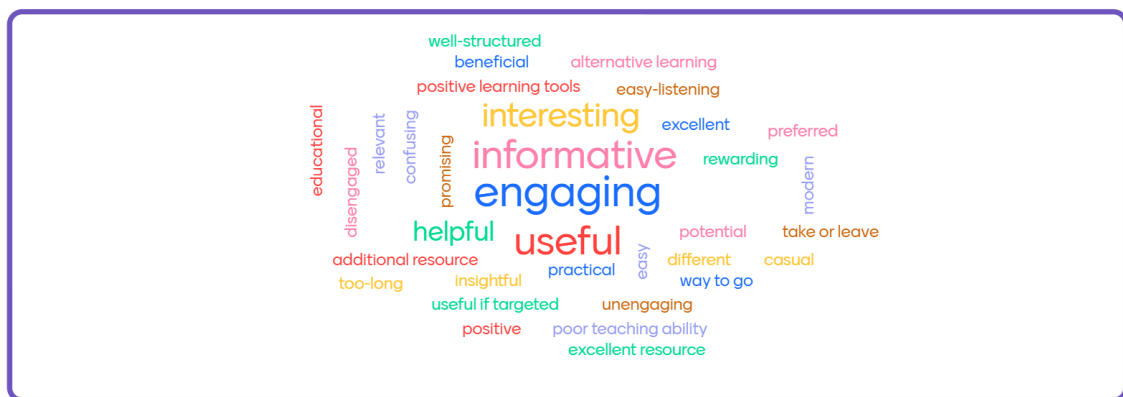 well-structured
beneficial
alternative learning
positive learning tools
easy-listening
interesting
excellent
preferred
educational
disengaged
relevant
confusing
promising
informative
rewarding
modern
engaging
helpful
useful
potential
take or leave
additional resource
practical
easy
different
casual
too-long
insightful
way to go
useful if targeted
unengaging
positive
poor teaching ability
excellent resource